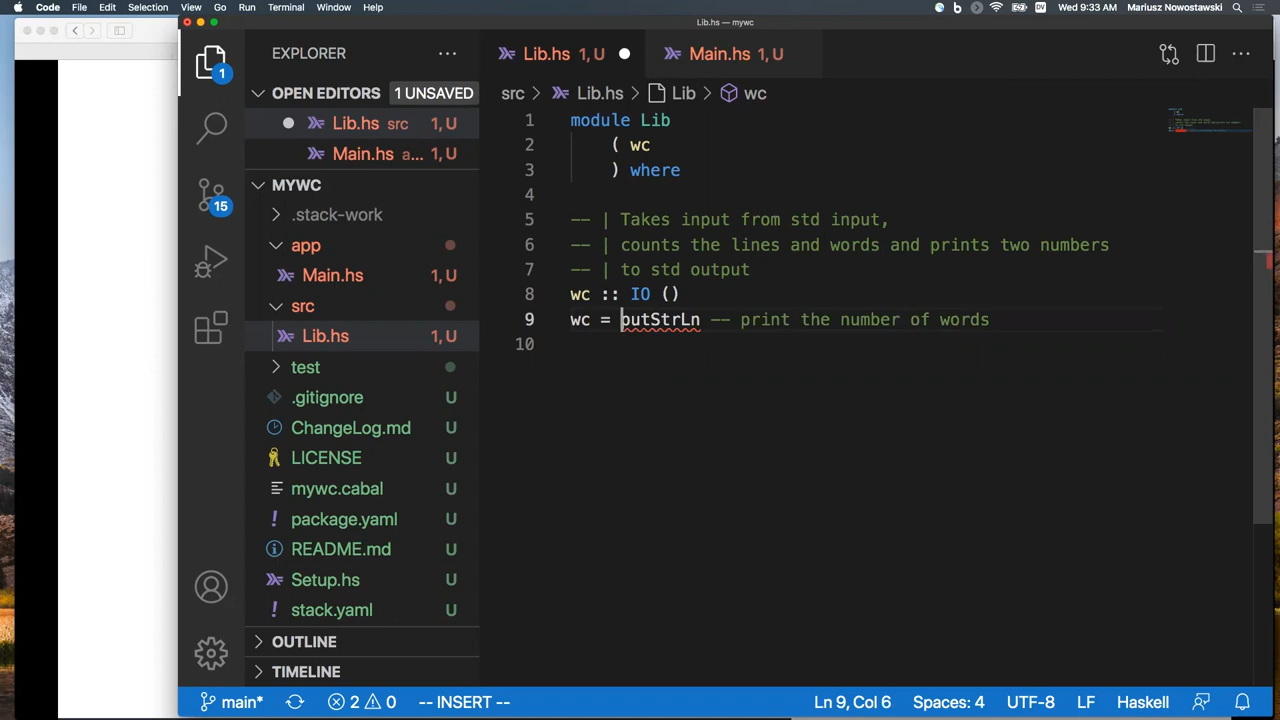 Code File Edit Selection View Go Run Terminal Window Help
DV Wed 9:33 AM Mariusz Nowostawski
Lib.hs — mywc
EXPLORER
Lib.hs 1, U
Main.hs 1, U
OPEN EDITORS 1 UNSAVED
src > Lib.hs > Lib > wc
Lib.hs src 1, U
Main.hs a... 1, U
MYWC
.stack-work
app
Main.hs 1, U
src
Lib.hs 1, U
test
.gitignore U
ChangeLog.md U
LICENSE U
mywc.cabal U
package.yaml U
README.md U
Setup.hs U
stack.yaml U
OUTLINE
TIMELINE
1
15
1 module Lib
2 ( wc
3 ) where
4
5 -- | Takes input from std input,
6 -- | counts the lines and words and prints two numbers
7 -- | to std output
8 wc :: IO ()
9 wc = putStrLn -- print the number of words
10
main* 2 0 -- INSERT -- Ln 9, Col 6 Spaces: 4 UTF-8 LF Haskell